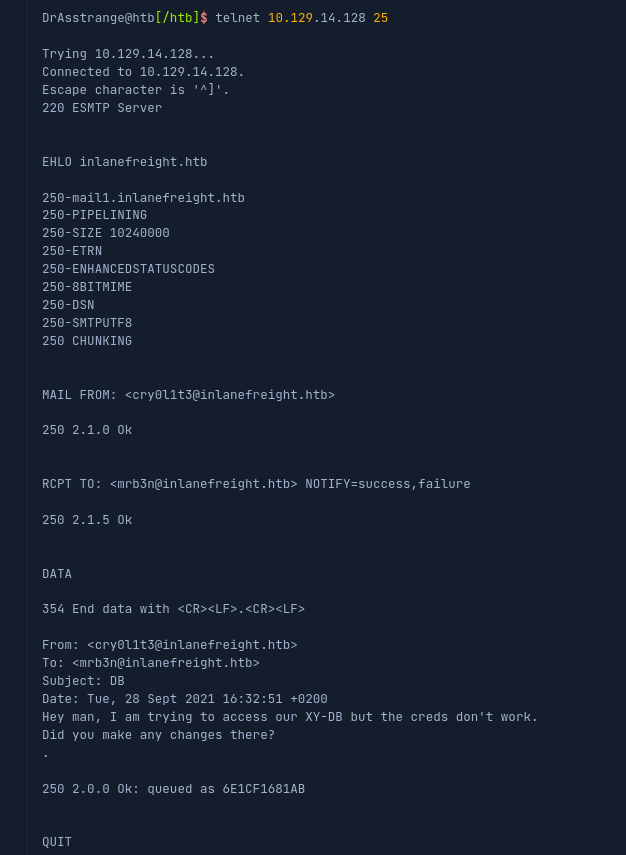 DrAsstrange@htb[/htb]$ telnet 10.129.14.128 25
Trying 10.129.14.128...
Connected to 10.129.14.128.
Escape character is '^]'.
220 ESMTP Server
EHLO inlanefreight.htb
250-mail1.inlanefreight.htb
250-PIPELINING
250-SIZE 10240000
250-ETRN
250-ENHANCEDSTATUSCODES
250-8BITMIME
250-DSN
250-SMTPUTF8
250 CHUNKING
MAIL FROM: <cry0l1t3@inlanefreight.htb>
250 2.1.0 Ok
RCPT TO: <mrb3n@inlanefreight.htb> NOTIFY=success,failure
250 2.1.5 Ok
DATA
354 End data with <CR><LF>.<CR><LF>
From: <cry0l1t3@inlanefreight.htb>
To: <mrb3n@inlanefreight.htb>
Subject: DB
Date: Tue, 28 Sept 2021 16:32:51 +0200
Hey man, I am trying to access our XY-DB but the creds don't work.
Did you make any changes there?
.
250 2.0.0 Ok: queued as 6E1CF1681AB
QUIT